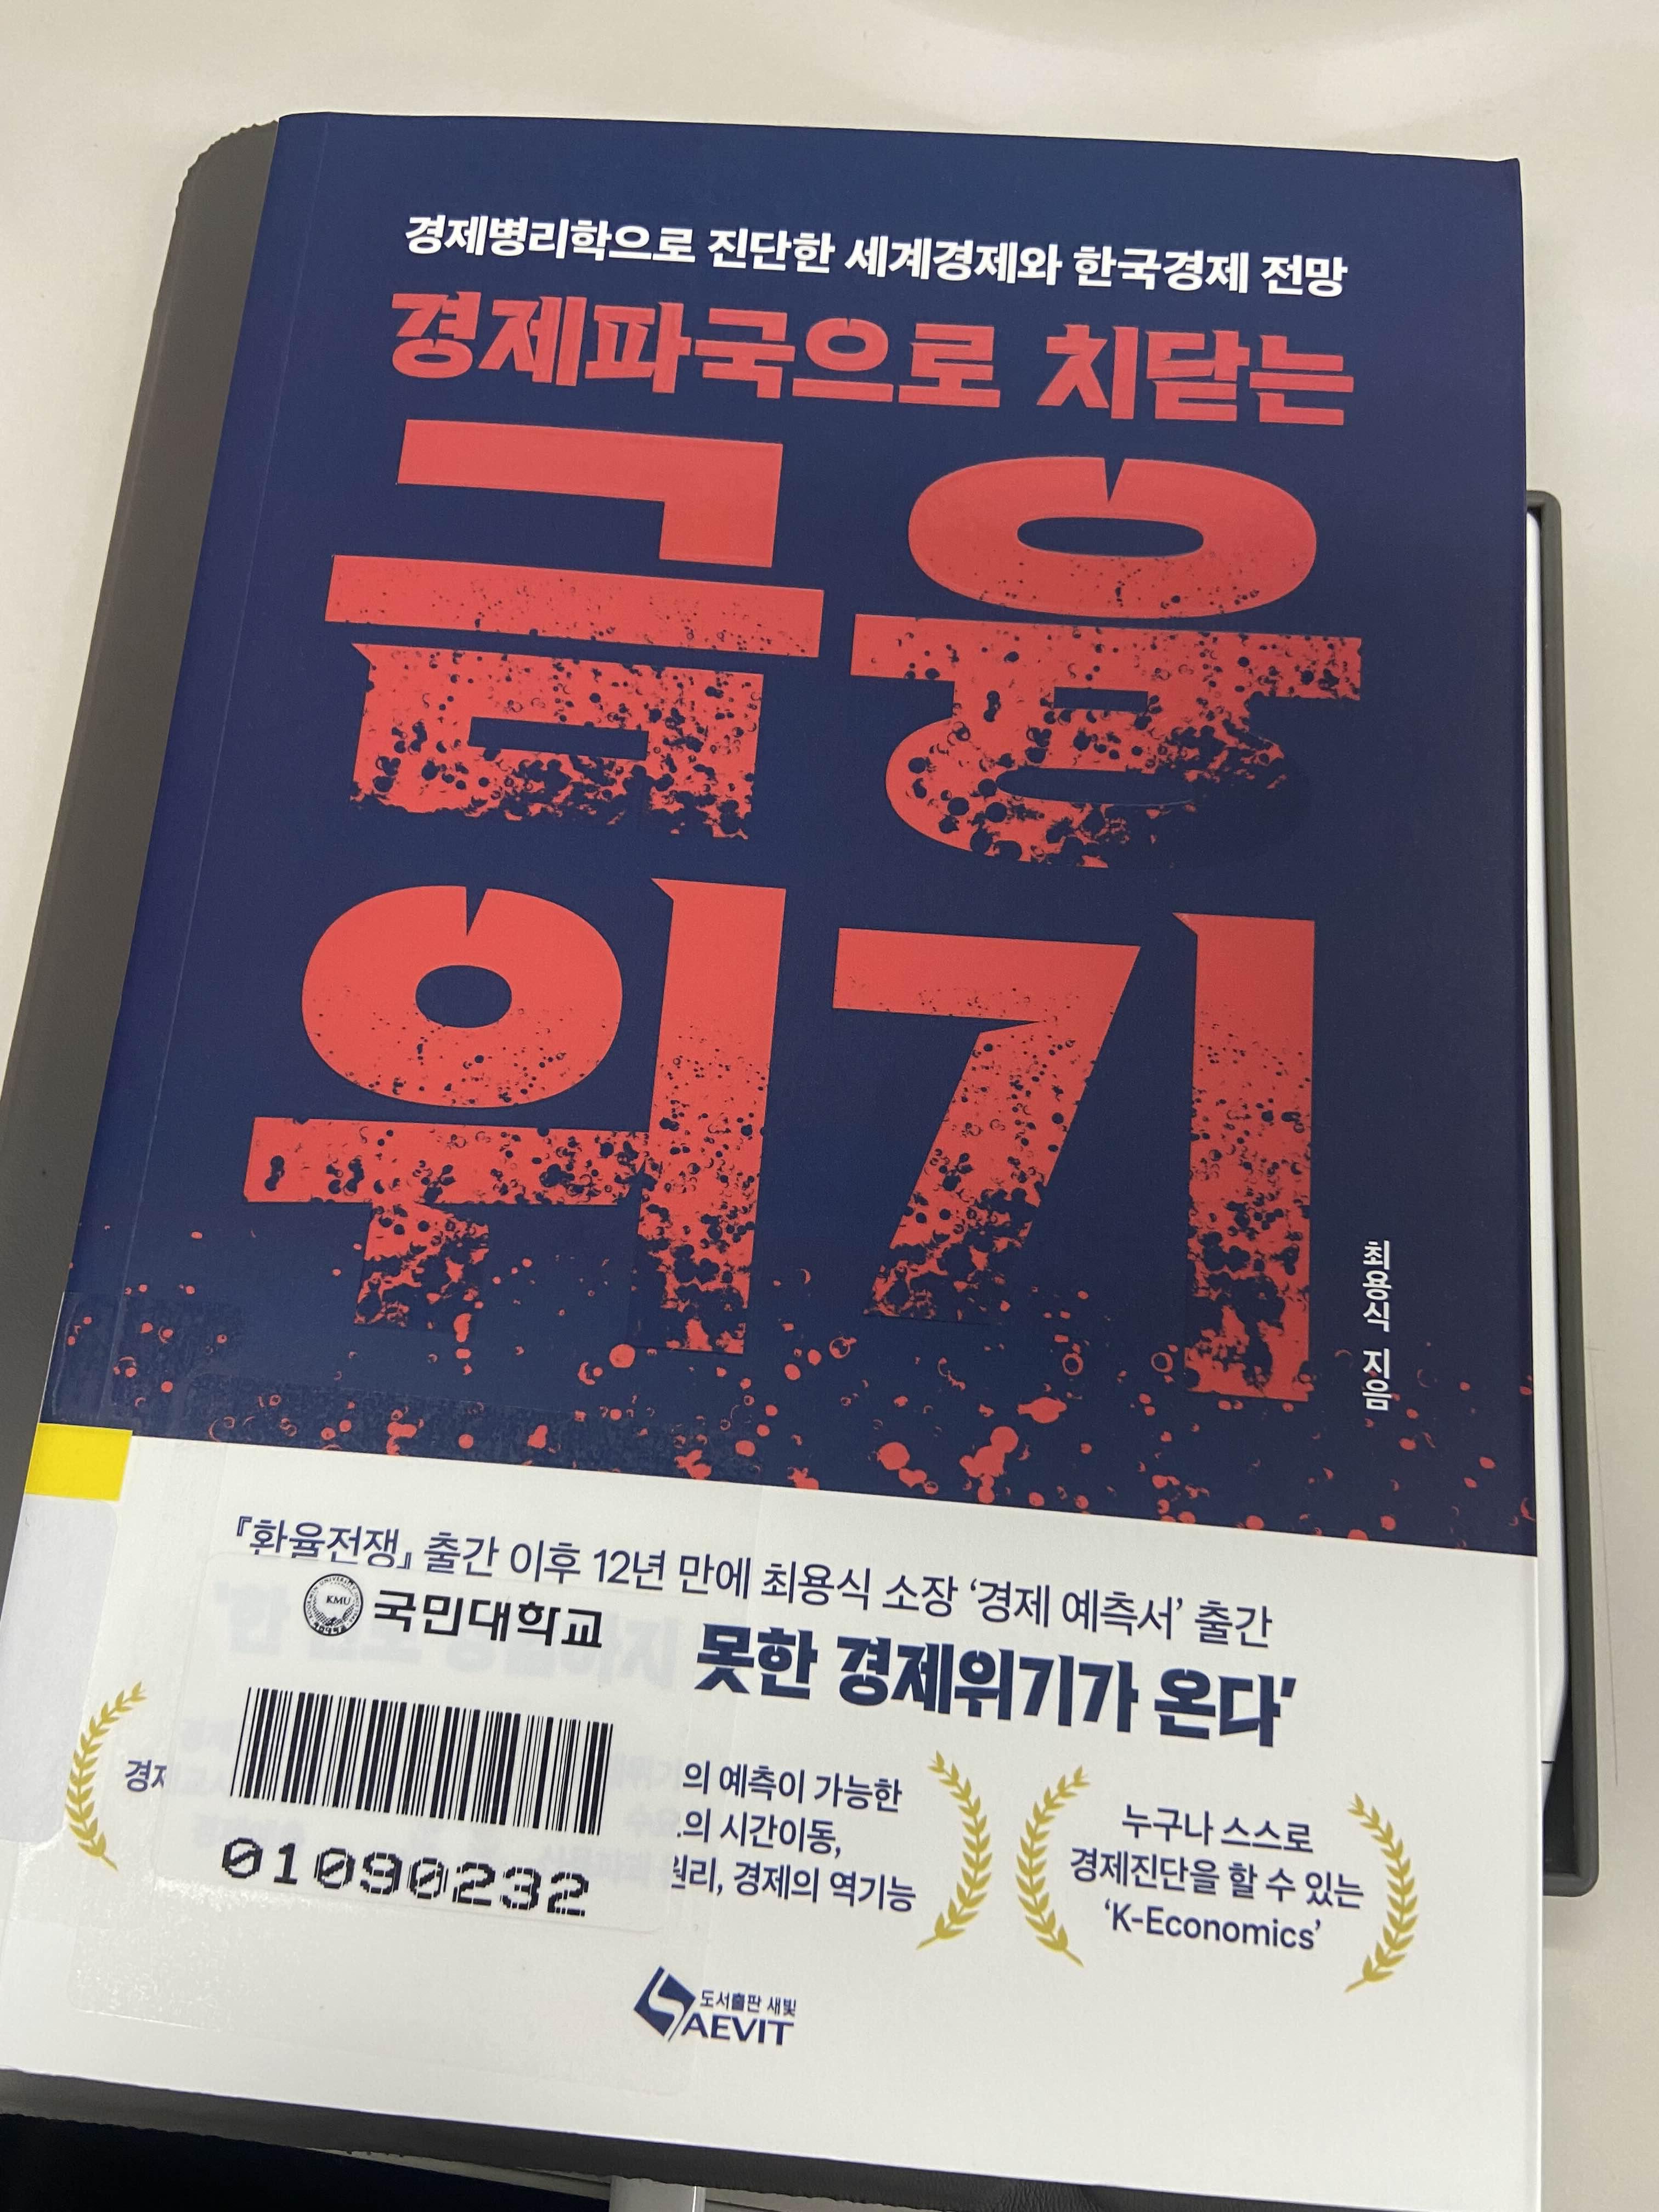 경제병리학으로 진단한 세계경제와 한국경제 전망
경제파국으로 치닫는
금융
위기
최용식 지음
『환율전쟁』 출간 이후 12년 만에 최용식 소장 ‘경제 예측서’ 출간
KMU 국민대학교
못한 경제위기가 온다’
의 예측이 가능한
의 시간이동,
원리, 경제의 역기능
01090232
누구나 스스로
경제진단을 할 수 있는
‘K-Economics’
도서출판 새빛
SAEVIT